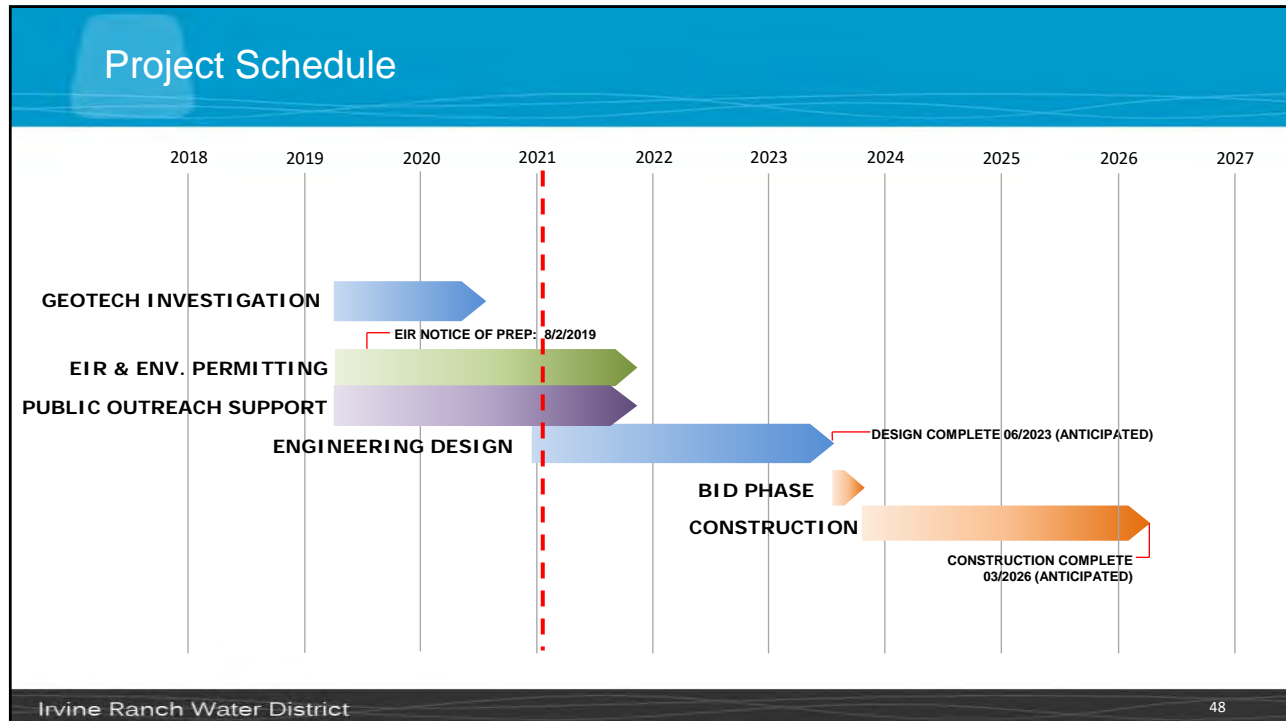 Project Schedule
2018 2019 2020 2021 2022 2023 2024 2025 2026 2027
GEOTECH INVESTIGATION
EIR NOTICE OF PREP: 8/2/2019
EIR & ENV. PERMITTING
PUBLIC OUTREACH SUPPORT
DESIGN COMPLETE 06/2023 (ANTICIPATED)
ENGINEERING DESIGN
BID PHASE
CONSTRUCTION
CONSTRUCTION COMPLETE
03/2026 (ANTICIPATED)
Irvine Ranch Water District
48